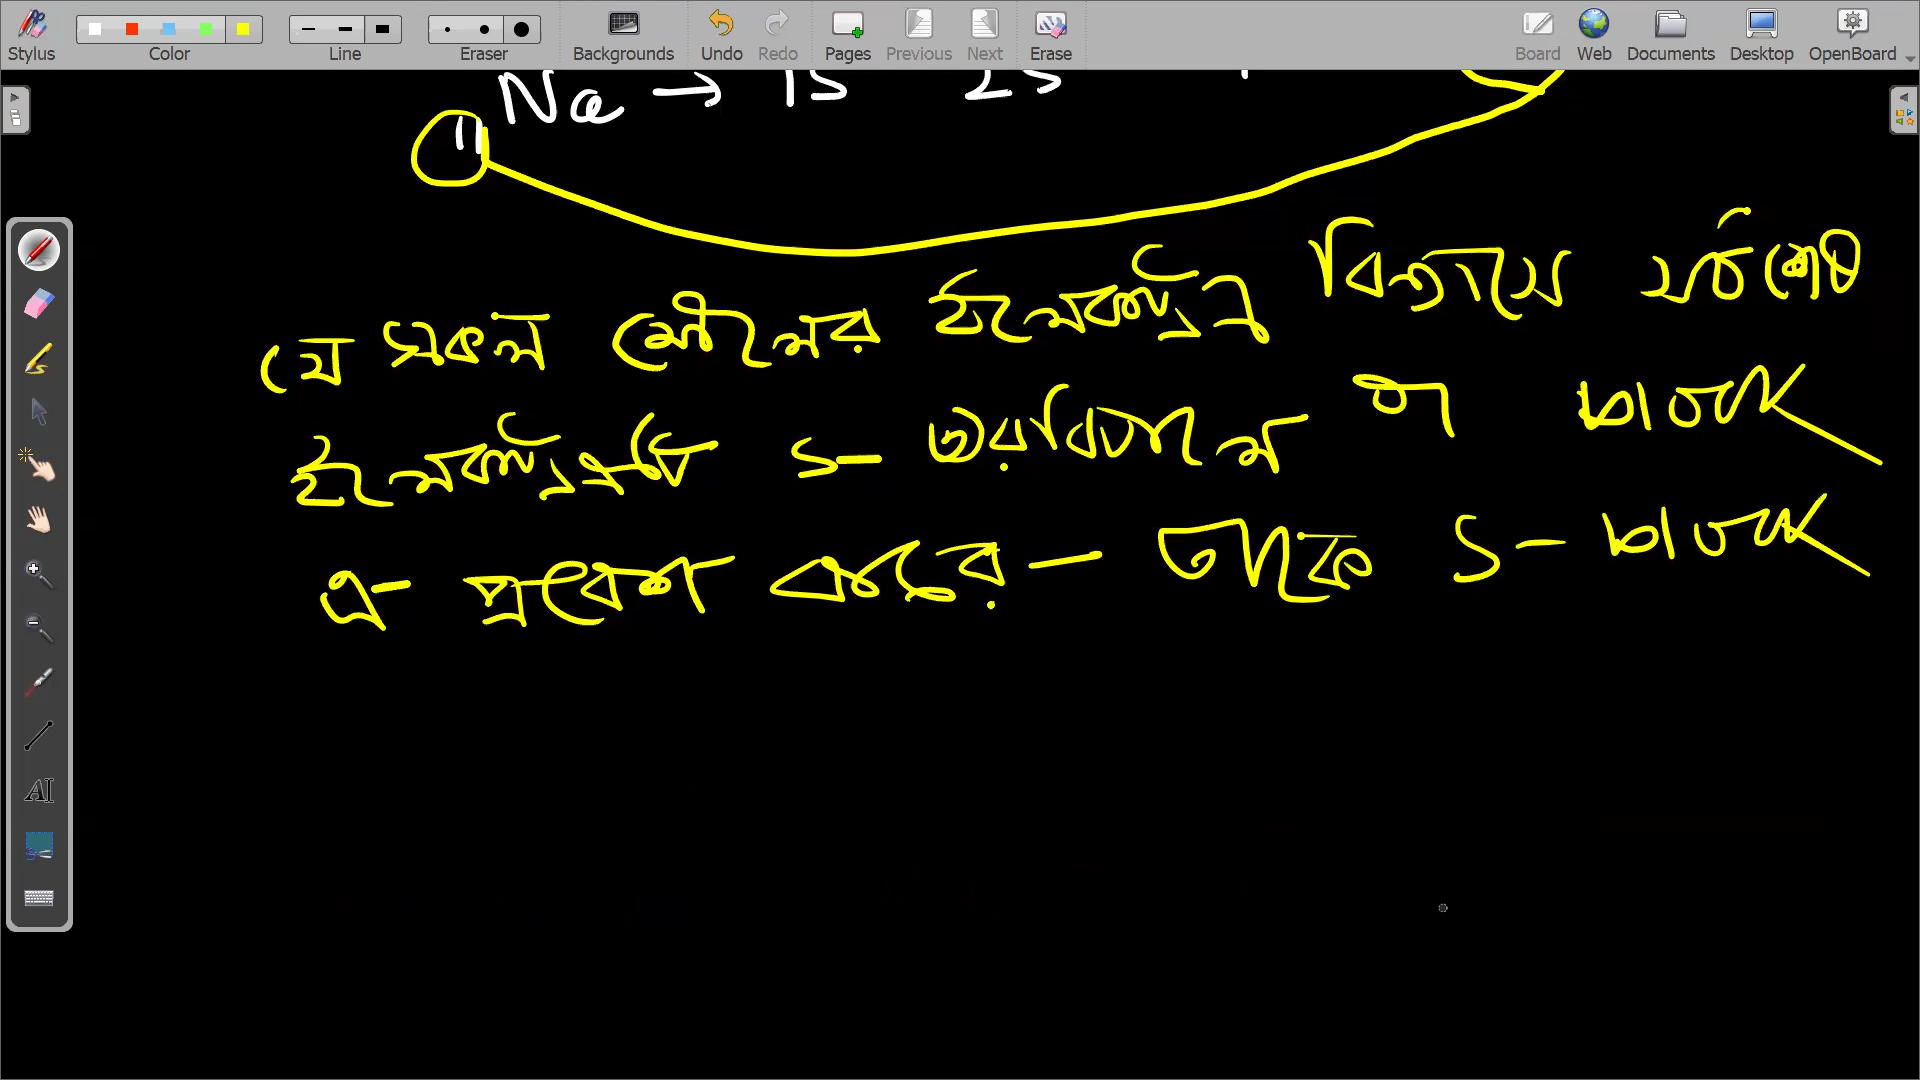 Stylus Color Line Eraser Backgrounds Undo Redo Pages Previous Next Erase Board Web Documents Desktop OpenBoard
Na → 1s 2s
11
যে সকল মৌলের ইলেকট্রন বিন্যাসে সর্বশেষ
ইলেকট্রনটি s- অরবিটালে বা block
এ- প্রবেশ করে - তাকে s- block